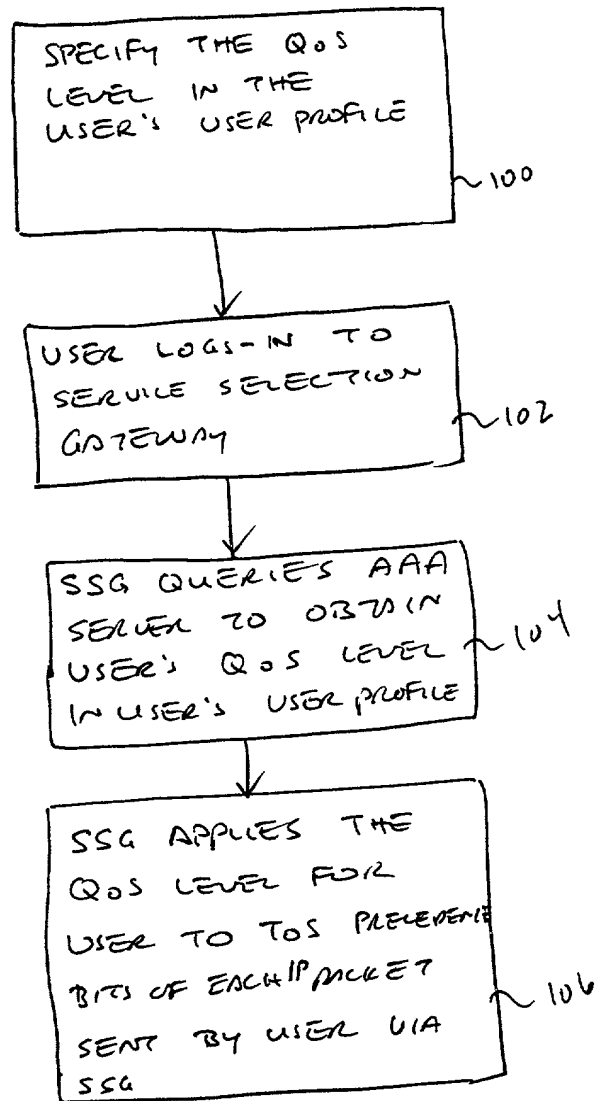 SPECIFY THE QoS
LEVEL IN THE
USER'S USER PROFILE
100
USER LOGS-IN TO
SERVICE SELECTION
GATEWAY
102
SSG QUERIES AAA
SERVER TO OBTAIN
USER'S QoS LEVEL
IN USER'S USER PROFILE
104
SSG APPLIES THE
QoS LEVEL FOR
USER TO TOS PRECEDENCE
BITS OF EACH IP PACKET
SENT BY USER VIA
SSG
106